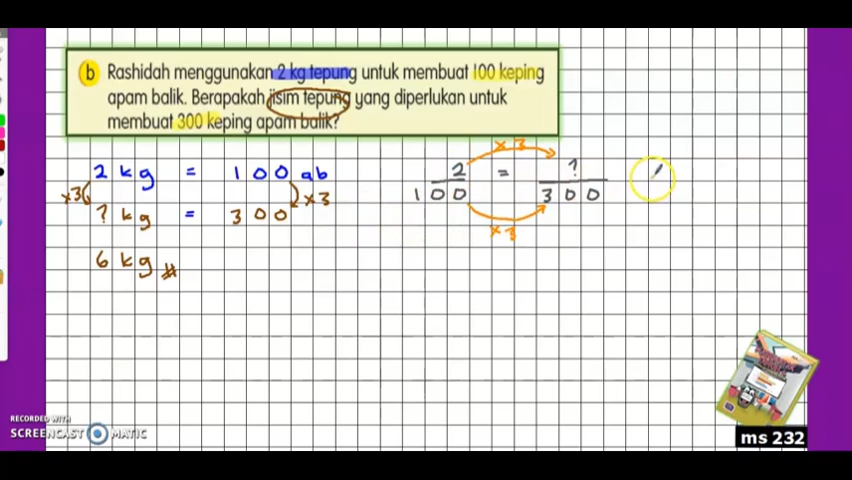 b Rashidah menggunakan 2 kg tepung untuk membuat 100 keping
apam balik. Berapakah jisim tepung yang diperlukan untuk
membuat 300 keping apam balik?
2 kg = 100 ab
×3 ×3
? kg = 300
6 kg #
×3
2 = ?
100 300
×3
RECORDED WITH
SCREENCAST MATIC
ms 232